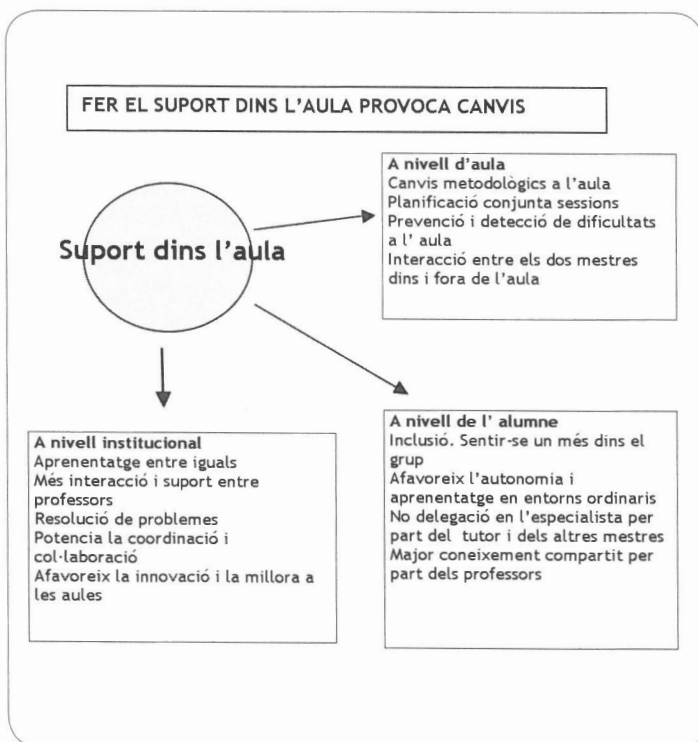 FER EL SUPORT DINS L'AULA PROVOCA CANVIS
Suport dins l'aula
A nivell d'aula
Canvis metodològics a l'aula
Planificació conjunta sessions
Prevenció i detecció de dificultats
a l' aula
Interacció entre els dos mestres
dins i fora de l'aula
A nivell institucional
Aprenentatge entre iguals
Més interacció i suport entre
professors
Resolució de problemes
Potencia la coordinació i
col·laboració
Afavoreix la innovació i la millora a
les aules
A nivell de l' alumne
Inclusió. Sentir-se un més dins el
grup
Afavoreix l'autonomia i
aprenentatge en entorns ordinaris
No delegació en l'especialista per
part del tutor i dels altres mestres
Major coneixement compartit per
part dels professors